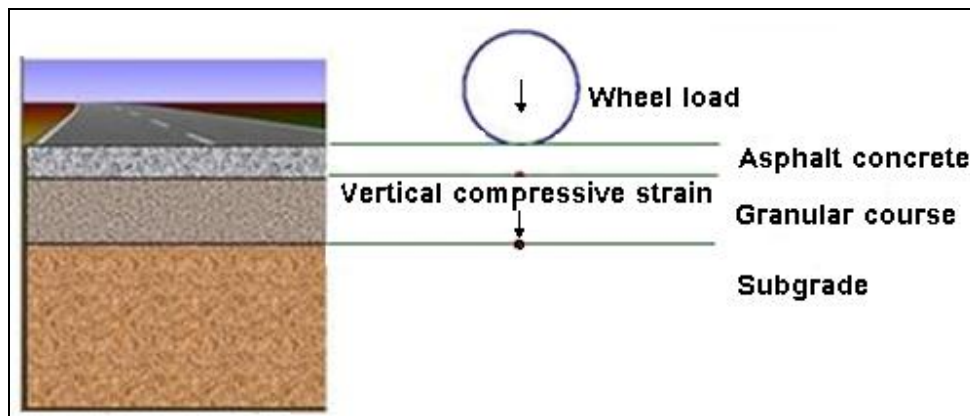 Wheel load
Asphalt concrete
Vertical compressive strain
Granular course
Subgrade